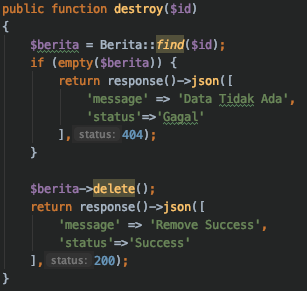 public function destroy($id)
{
$berita = Berita::find($id);
if (empty($berita)) {
return response()->json([
'message' => 'Data Tidak Ada',
'status'=>'Gagal'
], status: 404);
}
$berita->delete();
return response()->json([
'message' => 'Remove Success',
'status'=>'Success'
], status: 200);
}